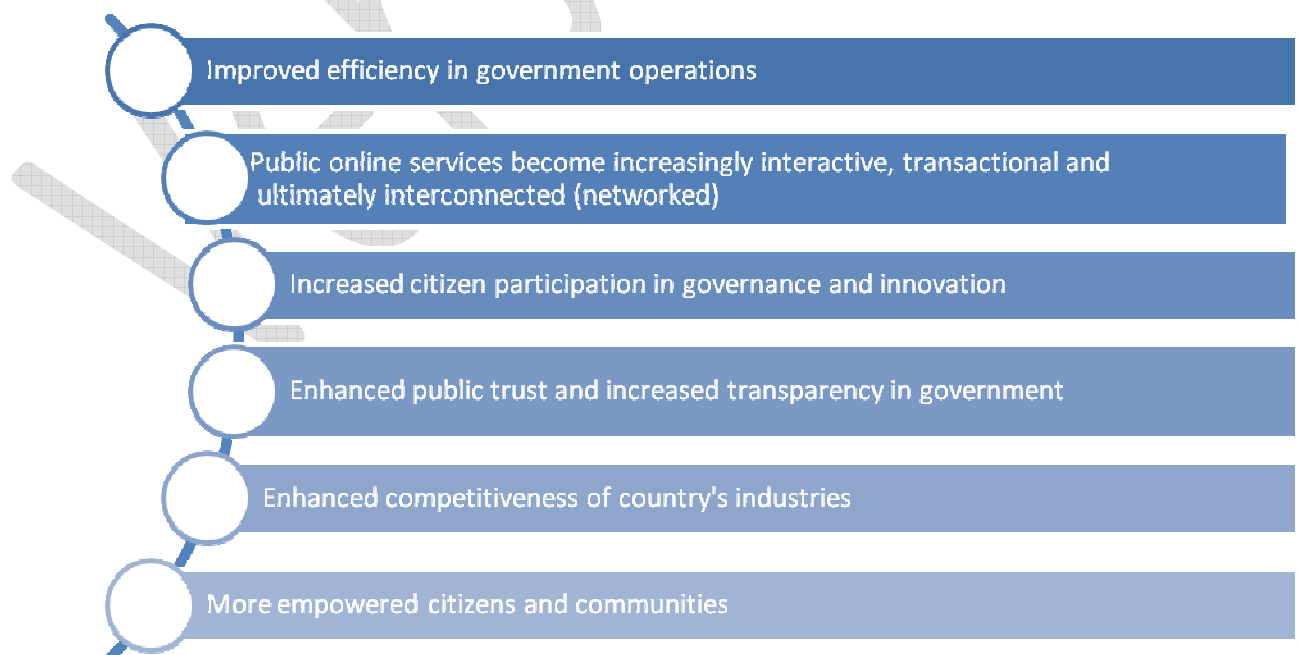 Improved efficiency in government operations
Public online services become increasingly interactive, transactional and
ultimately interconnected (networked)
Increased citizen participation in governance and innovation
Enhanced public trust and increased transparency in government
Enhanced competitiveness of country's industries
More empowered citizens and communities